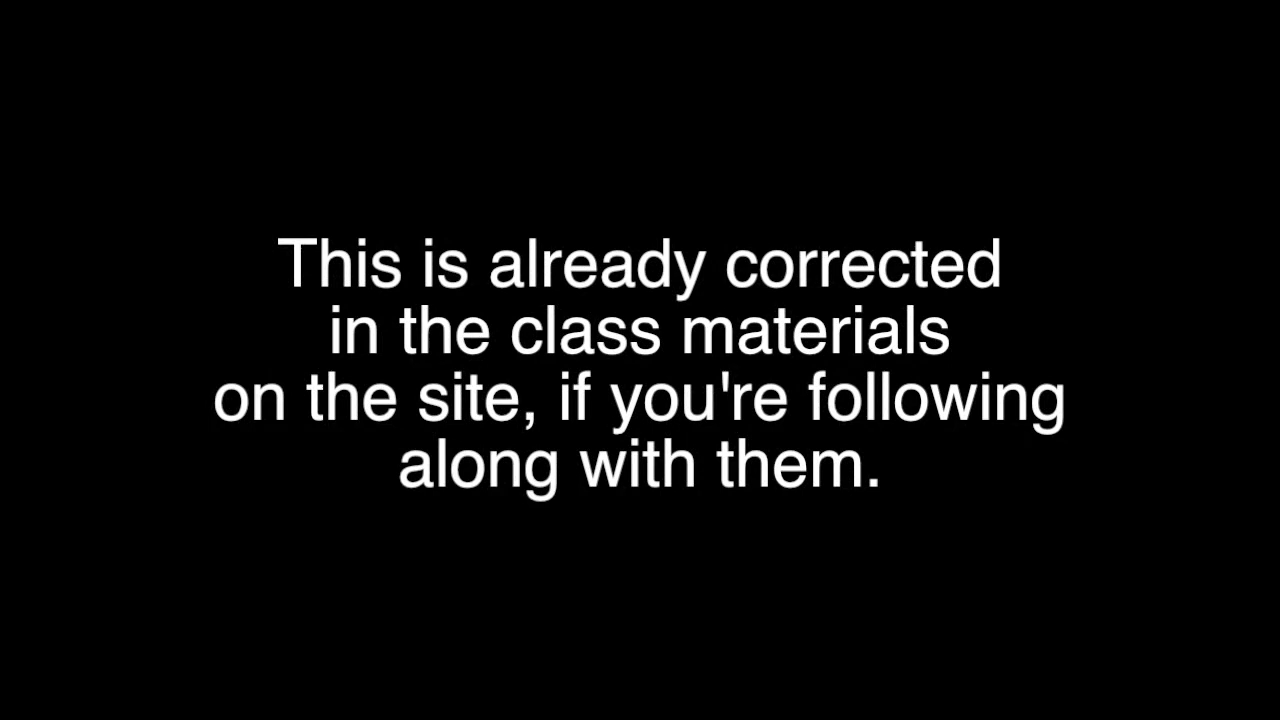 This is already corrected
in the class materials
on the site, if you're following
along with them.